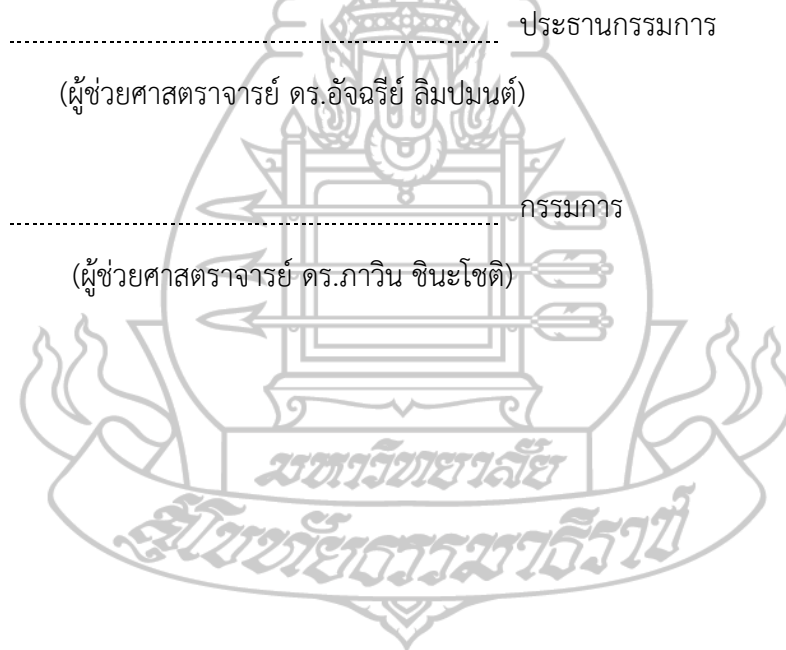 ประธานกรรมการ
(ผู้ช่วยศาสตราจารย์ ดร.อัจฉรีย์ ลิมปมนต์)
กรรมการ
(ผู้ช่วยศาสตราจารย์ ดร.ภาวิน ชินะโชติ)
มหาวิทยาลัย
สุโขทัยธรรมาธิราช